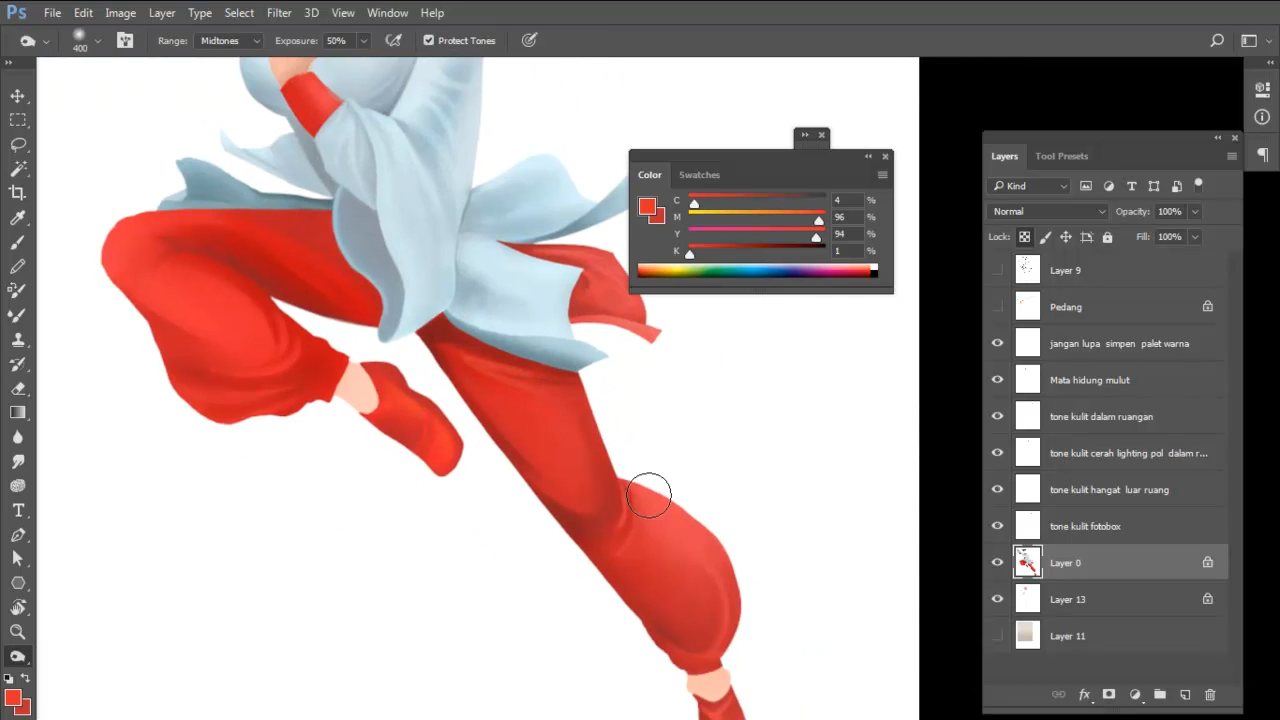 Ps File Edit Image Layer Type Select Filter 3D View Window Help
400 Range: Midtones Exposure: 50% Protect Tones
Color Swatches
C 4 %
M 96 %
Y 94 %
K 1 %
Layers Tool Presets
Kind
Normal Opacity: 100%
Lock: Fill: 100%
Layer 9
Pedang
jangan lupa simpen palet warna
Mata hidung mulut
tone kulit dalam ruangan
tone kulit cerah lighting pol dalam r...
tone kulit hangat luar ruang
tone kulit fotobox
Layer 0
Layer 13
Layer 11
fx